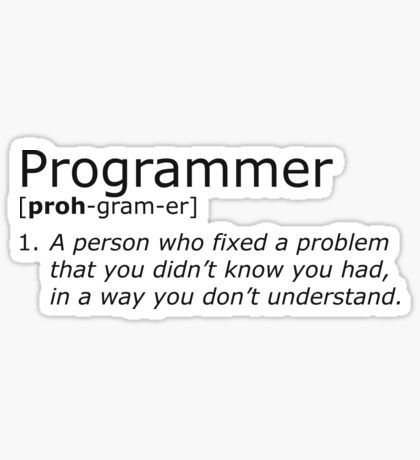 Programmer
[proh-gram-er]
1. A person who fixed a problem
that you didn't know you had,
in a way you don't understand.